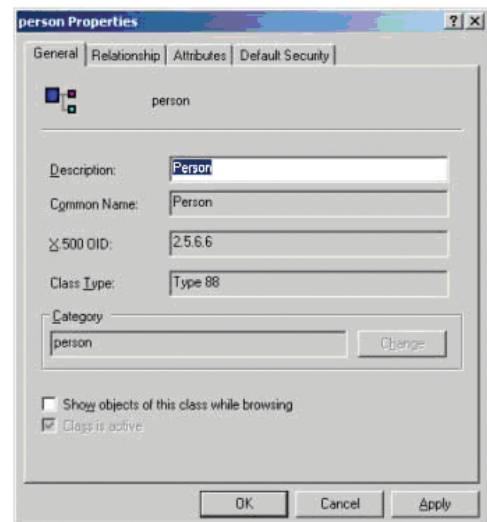 person Properties
General Relationship Attributes Default Security
person
Description: Person
Common Name: Person
X.500 OID: 2.5.6.6
Class Type: Type 88
Category
person Change
Show objects of this class while browsing
Class is active
OK Cancel Apply